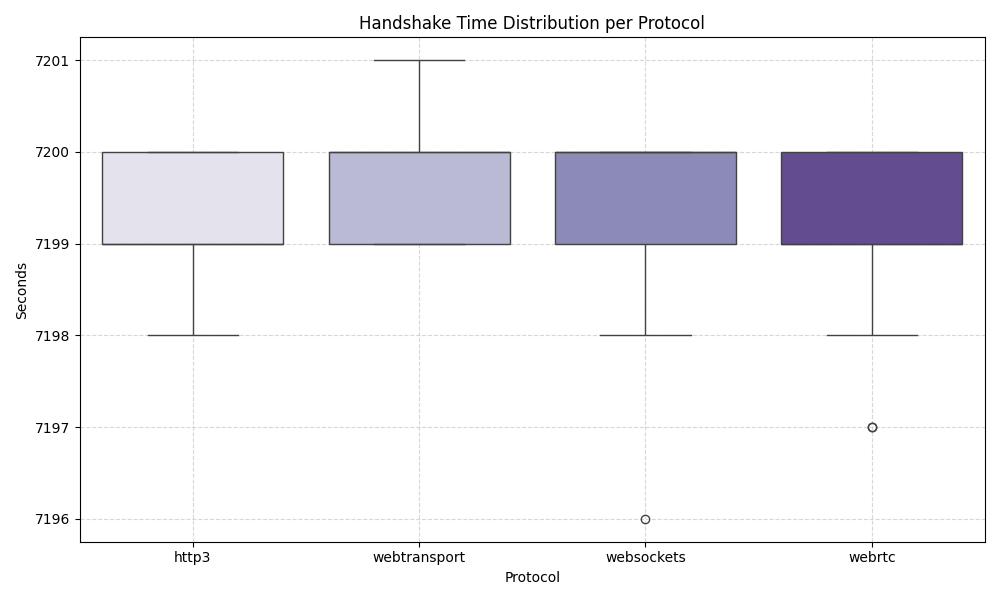 Handshake Time Distribution per Protocol
7201
7200
7199
7198
7197
7196
Seconds
http3
webtransport
websockets
webrtc
Protocol